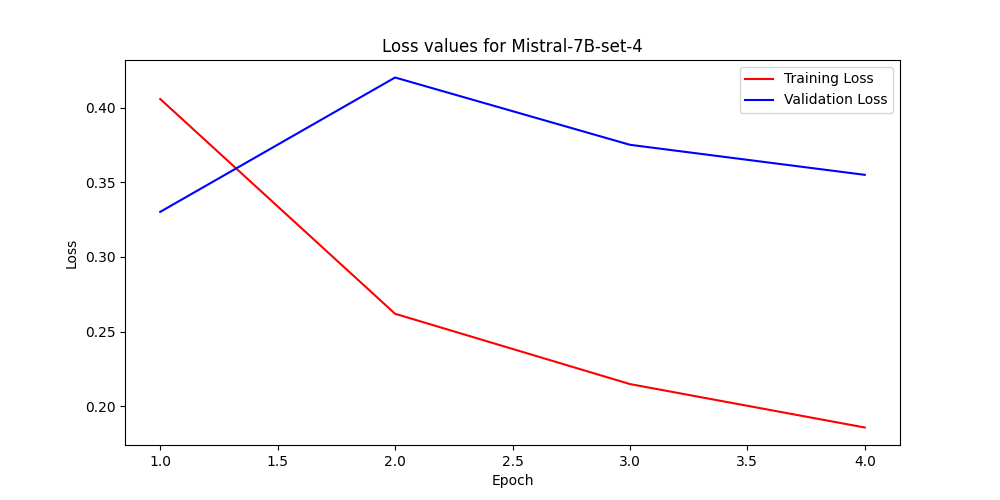 Loss values for Mistral-7B-set-4
Training Loss
Validation Loss
0.40
0.35
0.30
0.25
0.20
Loss
1.0 1.5 2.0 2.5 3.0 3.5 4.0
Epoch